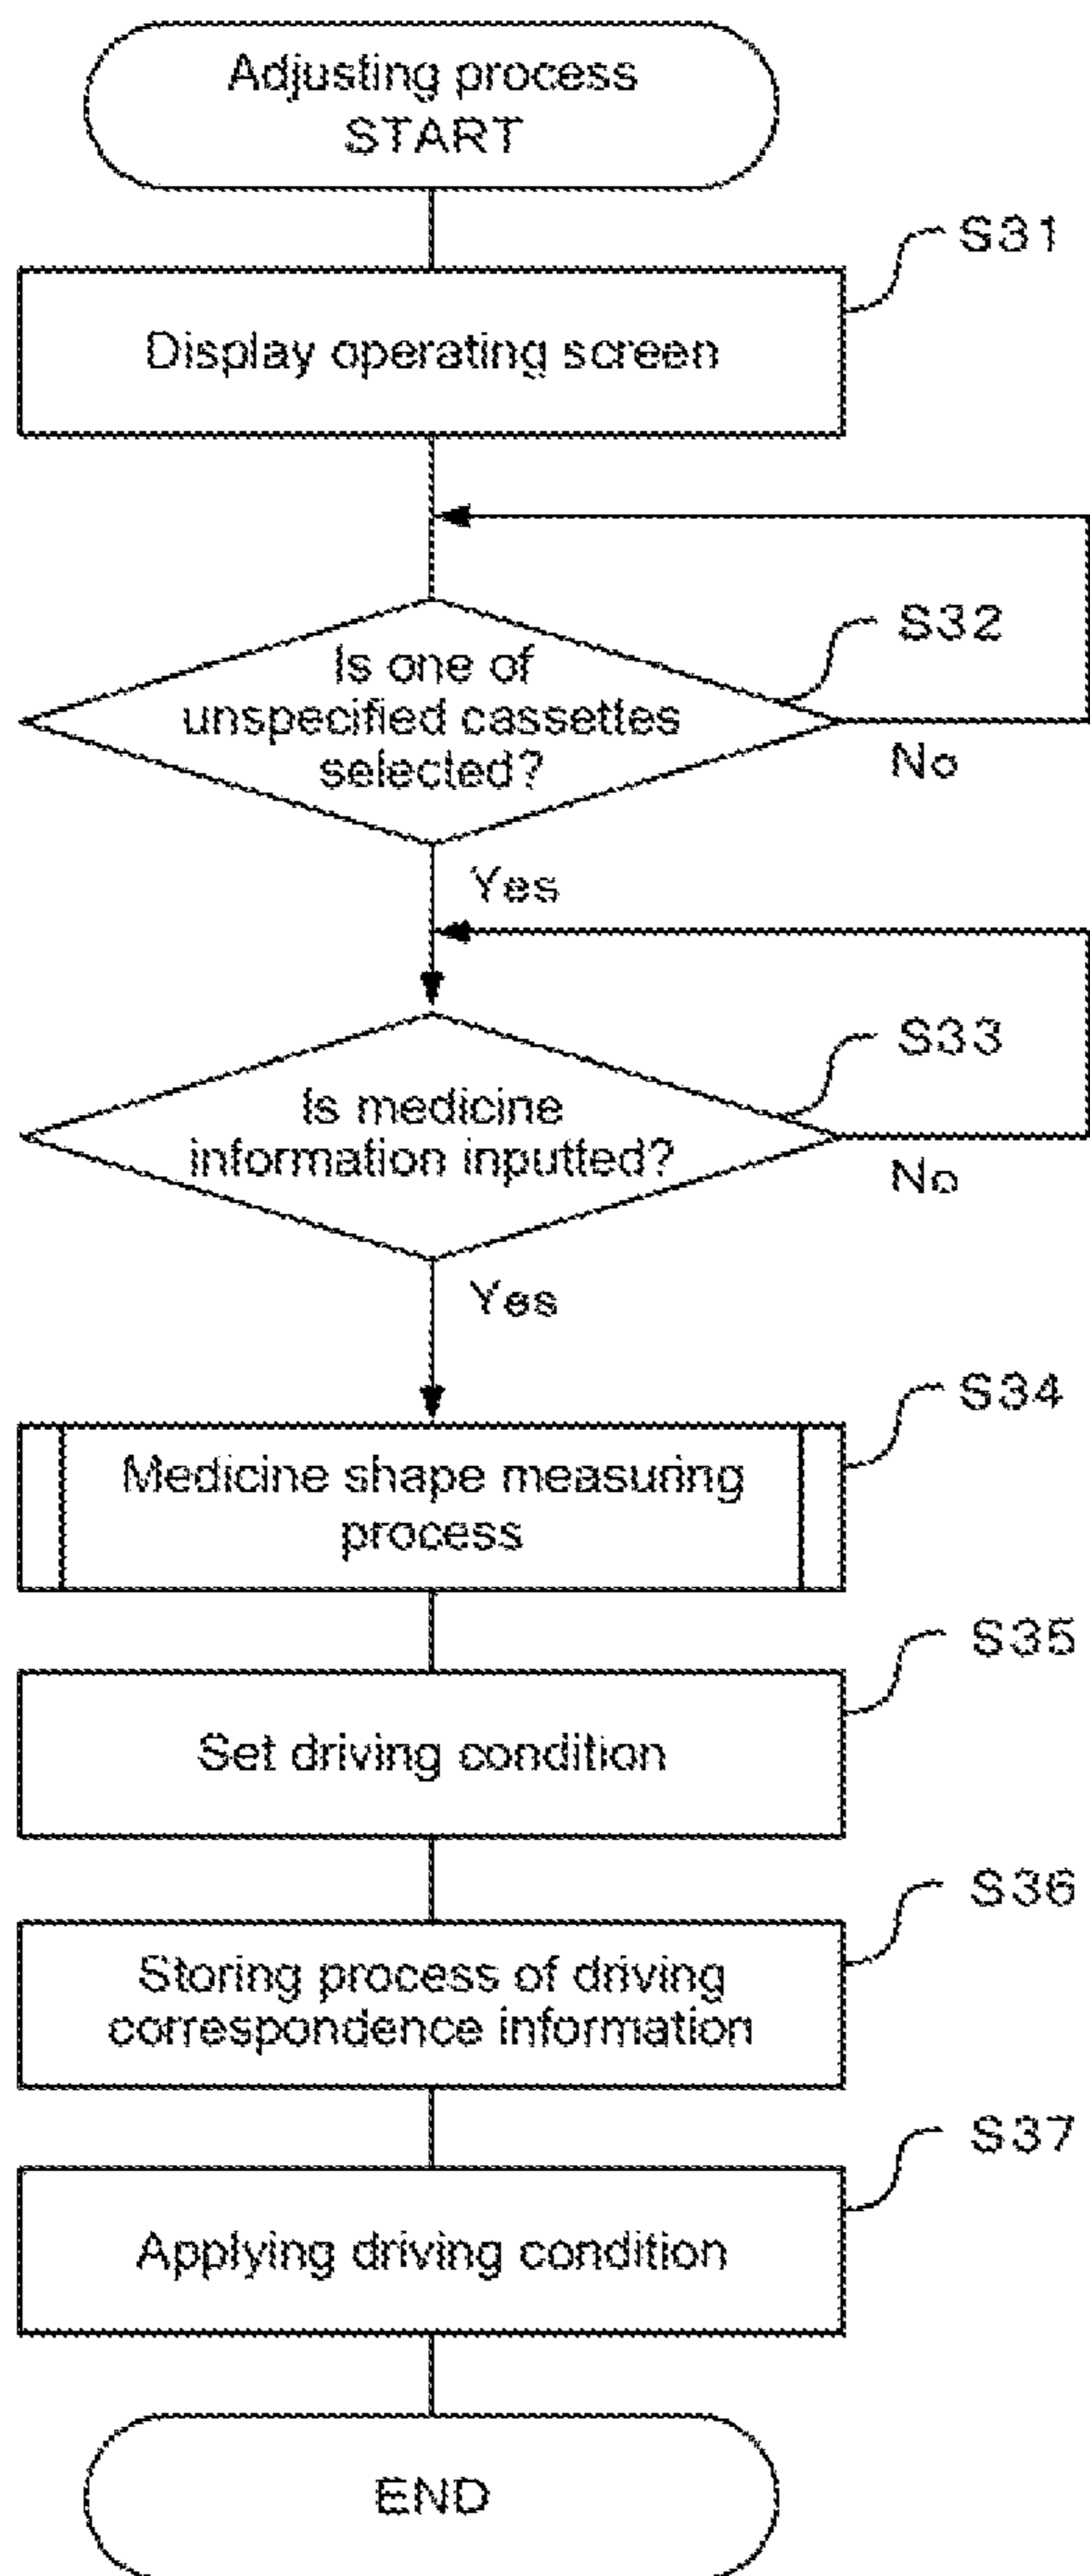 Adjusting process
START
S31
Display operating screen
S32
Is one of
unspecified cassettes
selected?
No
Yes
S33
Is medicine
information inputted?
No
Yes
S34
Medicine shape measuring
process
S35
Set driving condition
S36
Storing process of driving
correspondence information
S37
Applying driving condition
END